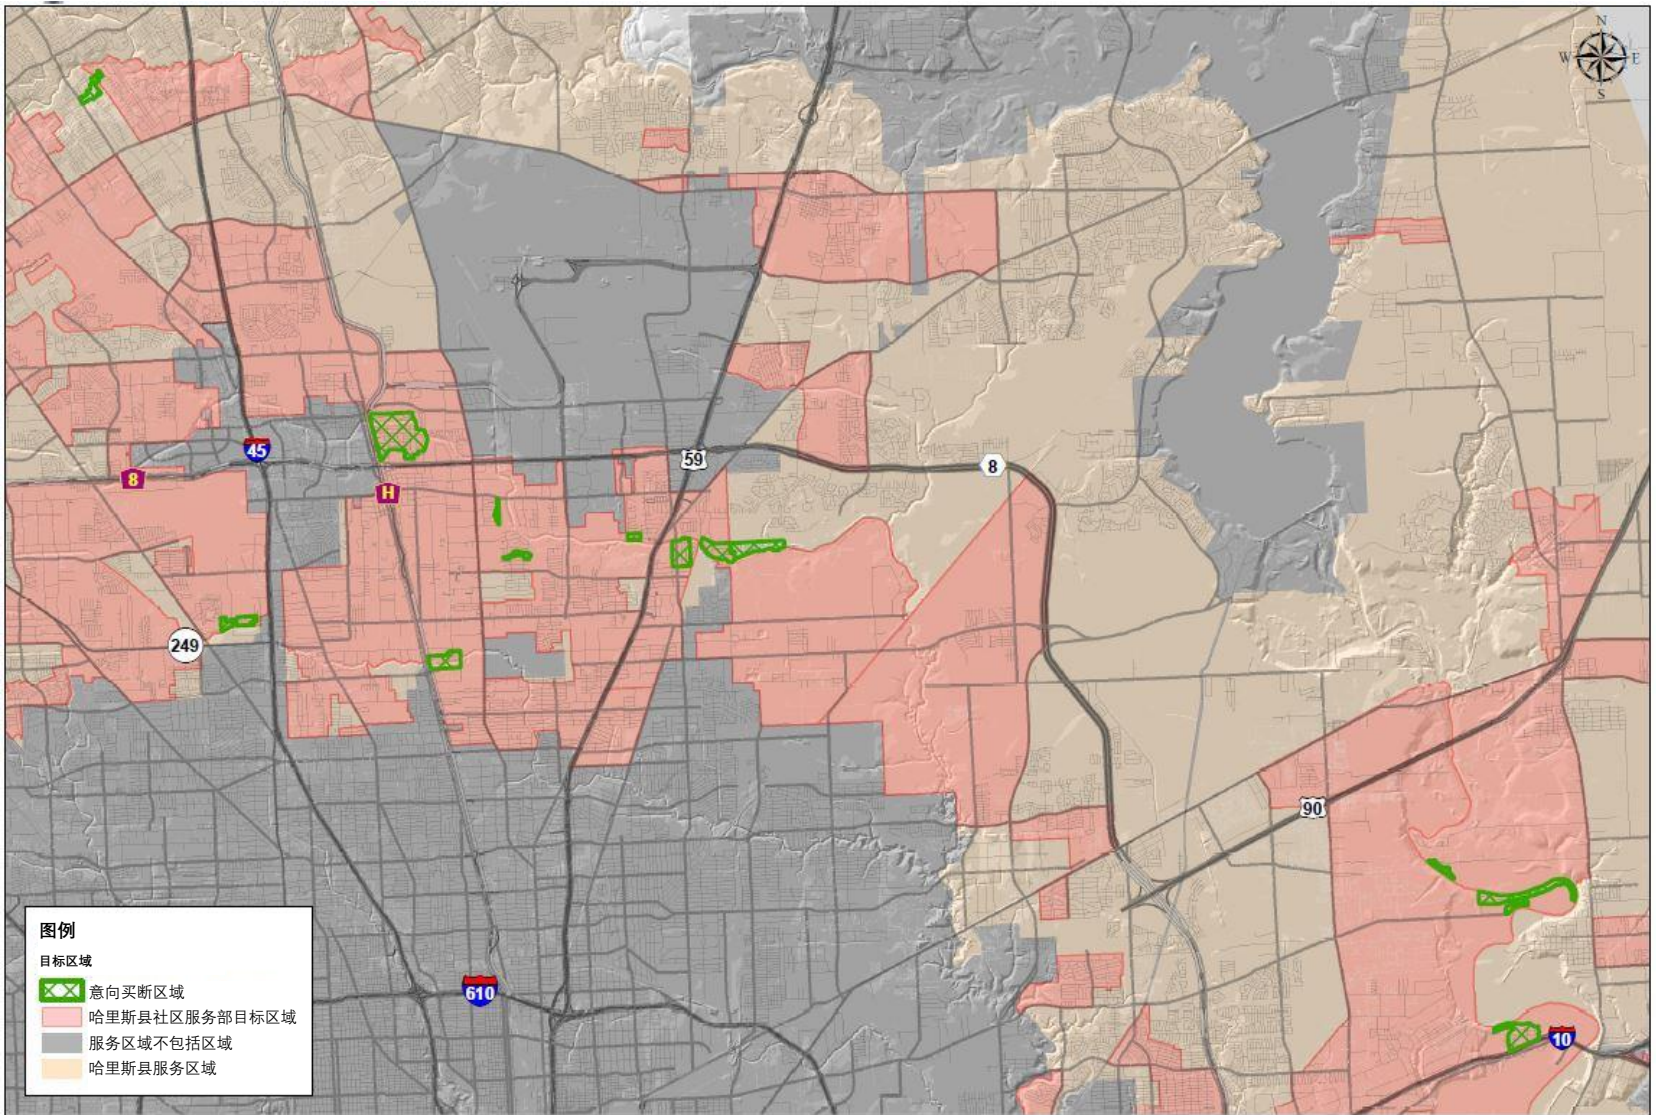 N
W E
S
45
59
8
8
H
249
90
图例
目标区域
意向买断区域
哈里斯县社区服务部目标区域
服务区域不包括区域
哈里斯县服务区域
610
10